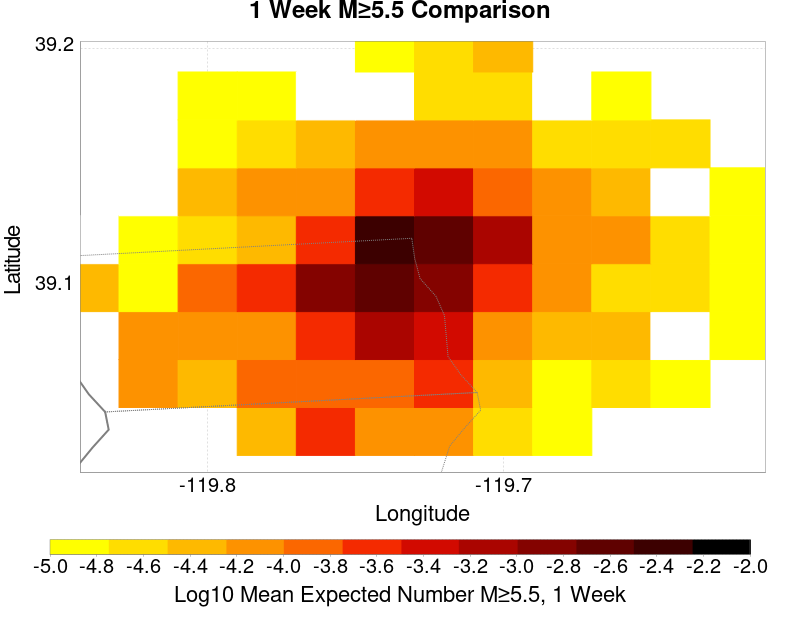 1 Week M≥5.5 Comparison
39.2
39.1
Latitude
-119.8
-119.7
Longitude
-5.0 -4.8 -4.6 -4.4 -4.2 -4.0 -3.8 -3.6 -3.4 -3.2 -3.0 -2.8 -2.6 -2.4 -2.2 -2.0
Log10 Mean Expected Number M≥5.5, 1 Week